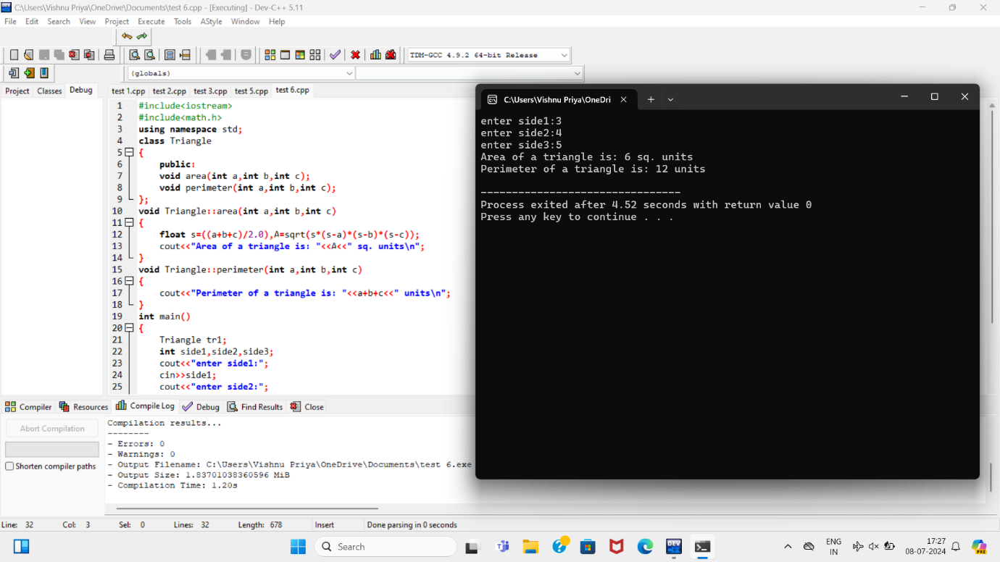 C:\Users\Vishnu Priya\OneDrive\Documents\test 6.cpp - [Executing] - Dev-C++ 5.11
File Edit Search View Project Execute Tools AStyle Window Help
TDM-GCC 4.9.2 64-bit Release
(globals)
Project Classes Debug
test 1.cpp test 2.cpp test 3.cpp test 5.cpp test 6.cpp
1 #include<iostream>
2 #include<math.h>
3 using namespace std;
4 class Triangle
5 {
6 public:
7 void area(int a,int b,int c);
8 void perimeter(int a,int b,int c);
9 };
10 void Triangle::area(int a,int b,int c)
11 {
12 float s=((a+b+c)/2.0),A=sqrt(s*(s-a)*(s-b)*(s-c));
13 cout<<"Area of a triangle is: "<<A<<" sq. units\n";
14 }
15 void Triangle::perimeter(int a,int b,int c)
16 {
17 cout<<"Perimeter of a triangle is: "<<a+b+c<<" units\n";
18 }
19 int main()
20 {
21 Triangle tr1;
22 int side1,side2,side3;
23 cout<<"enter side1:";
24 cin>>side1;
25 cout<<"enter side2:";
C:\Users\Vishnu Priya\OneDri
enter side1:3
enter side2:4
enter side3:5
Area of a triangle is: 6 sq. units
Perimeter of a triangle is: 12 units
--------------------------------
Process exited after 4.52 seconds with return value 0
Press any key to continue . . .
Compiler Resources Compile Log Debug Find Results Close
Abort Compilation
Shorten compiler paths
Compilation results...
--------
- Errors: 0
- Warnings: 0
- Output Filename: C:\Users\Vishnu Priya\OneDrive\Documents\test 6.exe
- Output Size: 1.83701038360596 MiB
- Compilation Time: 1.20s
Line: 32 Col: 3 Sel: 0 Lines: 32 Length: 678 Insert Done parsing in 0 seconds
Search
DEV
ENG
IN
17:27
08-07-2024
PRE